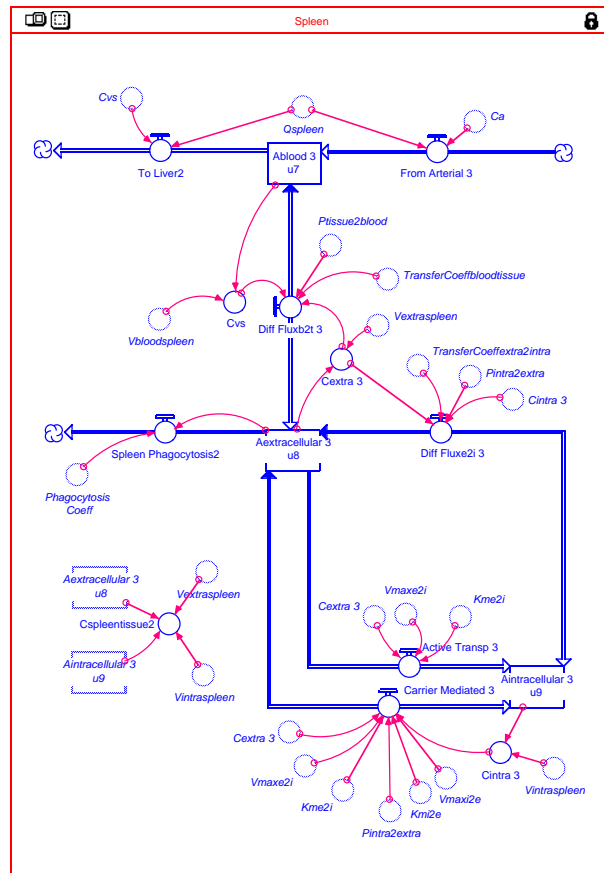 Spleen
Cvs
Qspleen
Ca
To Liver2
Ablood 3
u7
From Arterial 3
Ptissue2blood
TransferCoeffbloodtissue
Vbloodspleen
Cvs
Diff Fluxb2t 3
Vextraspleen
Cextra 3
TransferCoeffextra2intra
Pintra2extra
Cintra 3
Spleen Phagocytosis2
Aextracellular 3
u8
Diff Fluxe2i 3
Phagocytosis
Coeff
Aextracellular 3
u8
Vextraspleen
Cspleentissue2
Aintracellular 3
u9
Vintraspleen
Cextra 3
Vmaxe2i
Kme2i
Active Transp 3
Carrier Mediated 3
Aintracellular 3
u9
Cextra 3
Vmaxe2i
Kme2i
Pintra2extra
Kmi2e
Vmaxi2e
Cintra 3
Vintraspleen